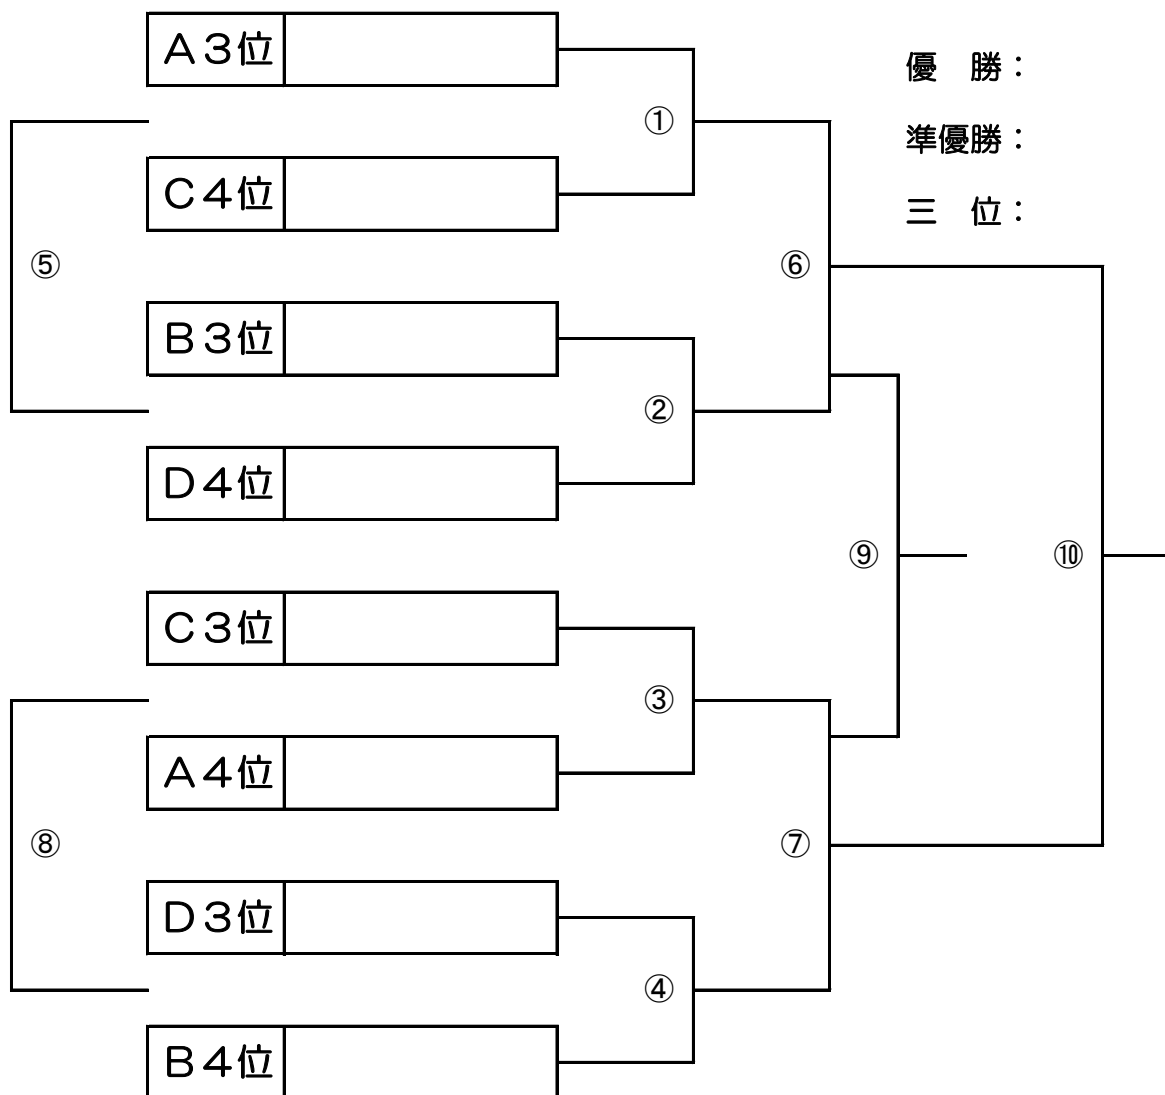 A3位
優　勝：
①
準優勝：
C4位
三　位：
⑤
⑥
B3位
②
D4位
⑨
⑩
C3位
③
A4位
⑧
⑦
D3位
④
B4位